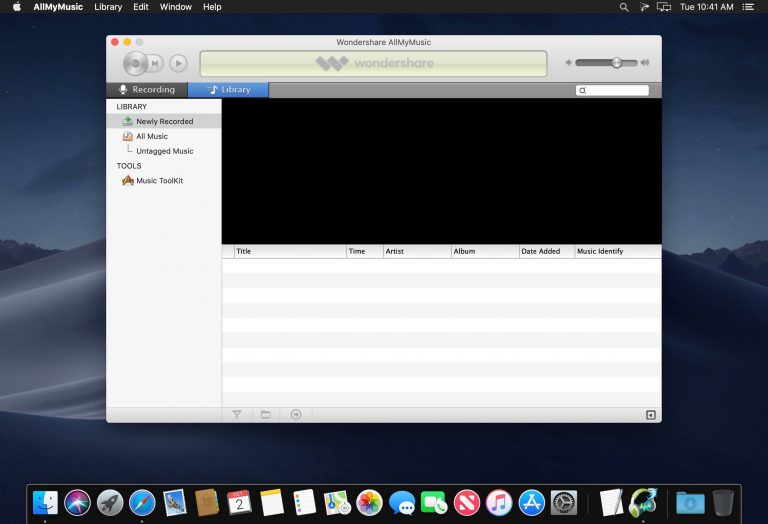 AllMyMusic Library Edit Window Help Tue 10:41 AM
Wondershare AllMyMusic
wondershare
Recording Library
LIBRARY
Newly Recorded
All Music
Untagged Music
TOOLS
Music ToolKit
Title Time Artist Album Date Added Music Identify
OCT
2